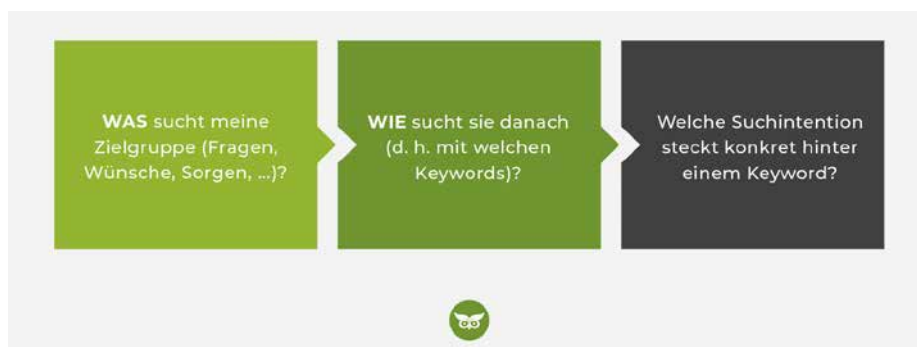 WAS sucht meine
Zielgruppe (Fragen,
Wünsche, Sorgen, ...)?
WIE sucht sie danach
(d. h. mit welchen
Keywords)?
Welche Suchintention
steckt konkret hinter
einem Keyword?